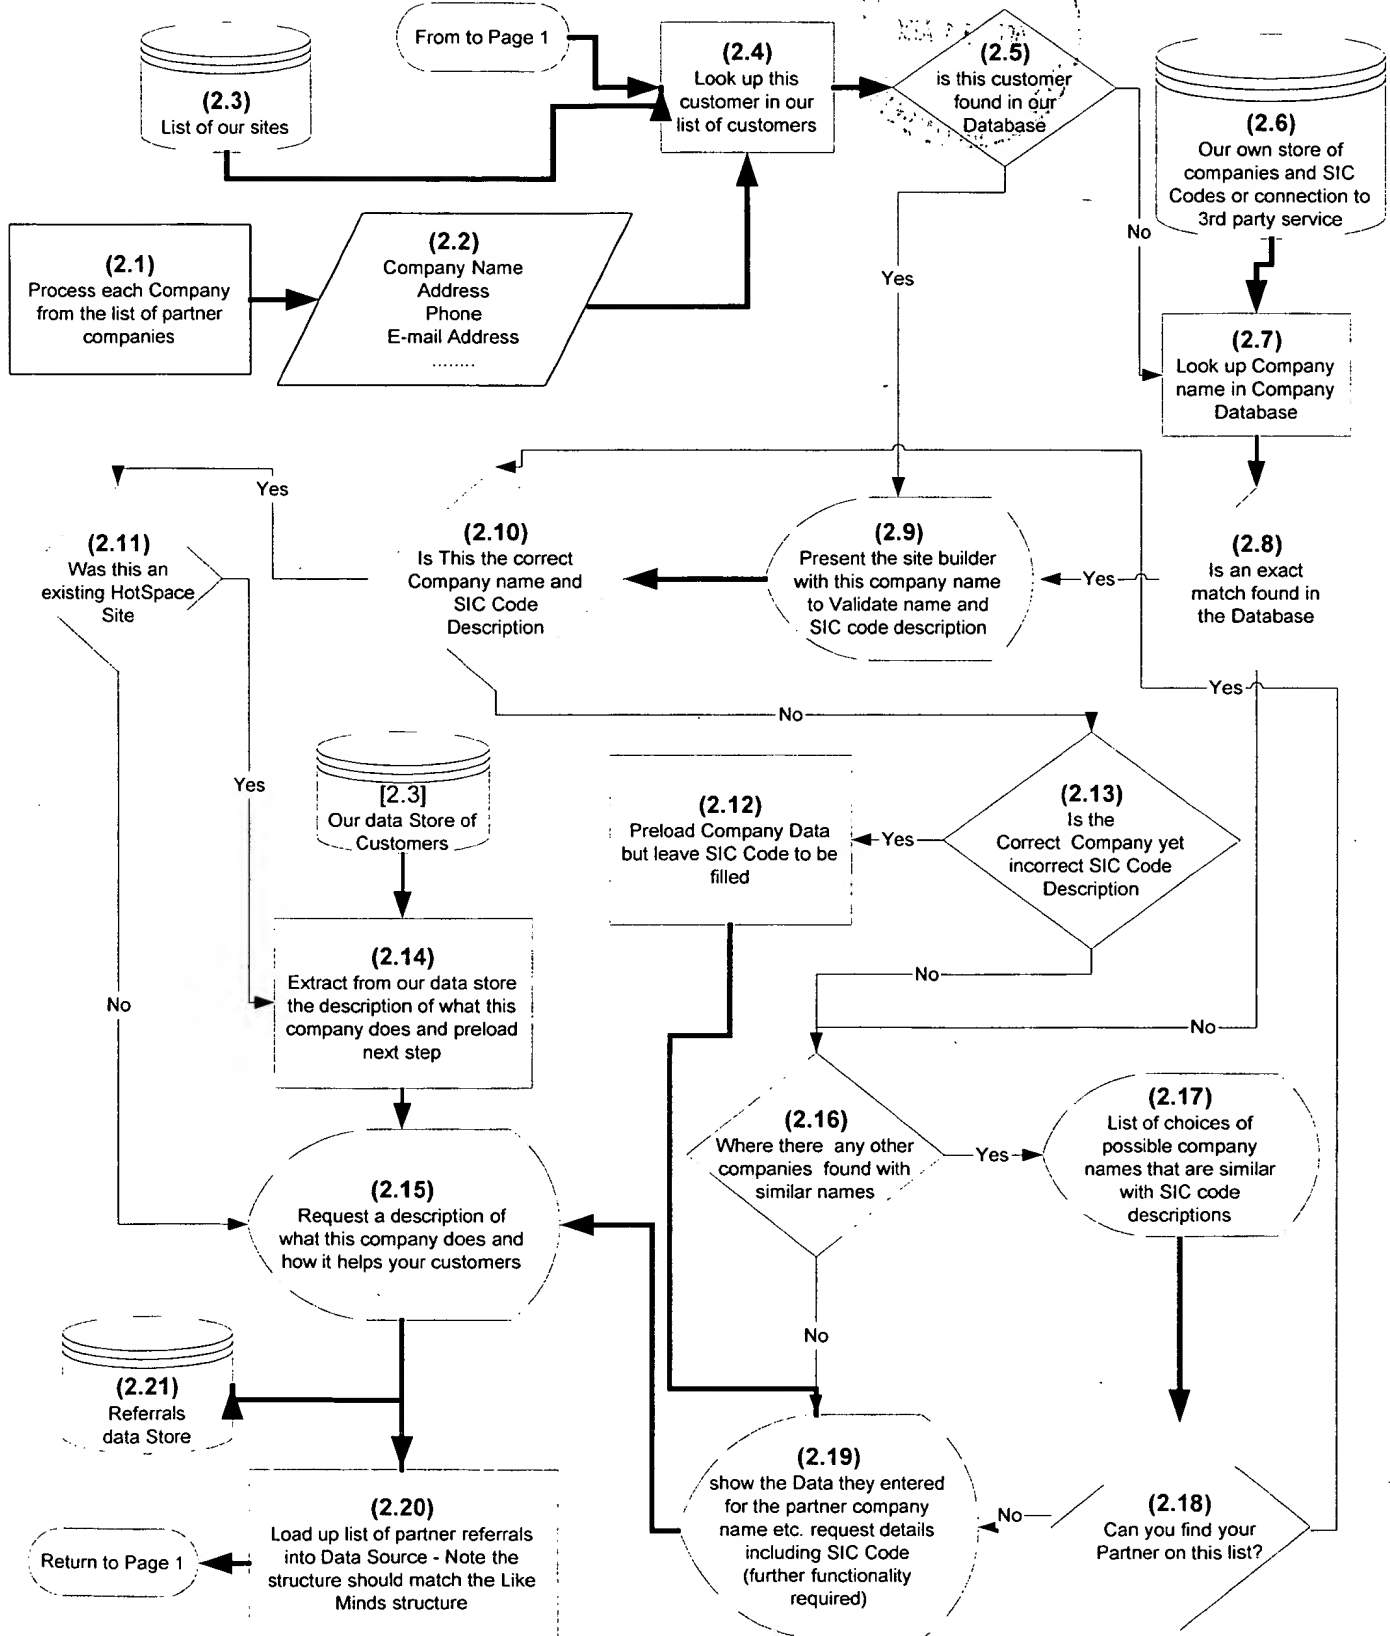 From to Page 1
(2.3)
List of our sites
(2.4)
Look up this
customer in our
list of customers
(2.5)
is this customer
found in our
Database
(2.6)
Our own store of
companies and SIC
Codes or connection to
3rd party service
No
Yes
(2.1)
Process each Company
from the list of partner
companies
(2.2)
Company Name
Address
Phone
E-mail Address
........
(2.7)
Look up Company
name in Company
Database
Yes
(2.11)
Was this an
existing HotSpace
Site
(2.10)
Is This the correct
Company name and
SIC Code
Description
(2.9)
Present the site builder
with this company name
to Validate name and
SIC code description
Yes
(2.8)
Is an exact
match found in
the Database
Yes
No
Yes
[2.3]
Our data Store of
Customers
(2.12)
Preload Company Data
but leave SIC Code to be
filled
Yes
(2.13)
Is the
Correct Company yet
incorrect SIC Code
Description
No
No
No
(2.14)
Extract from our data store
the description of what this
company does and preload
next step
(2.16)
Where there any other
companies found with
similar names
Yes
(2.17)
List of choices of
possible company
names that are similar
with SIC code
descriptions
(2.15)
Request a description of
what this company does and
how it helps your customers
No
(2.21)
Referrals
data Store
(2.19)
show the Data they entered
for the partner company
name etc. request details
including SIC Code
(further functionality
required)
No
(2.18)
Can you find your
Partner on this list?
(2.20)
Load up list of partner referrals
into Data Source - Note the
structure should match the Like
Minds structure
Return to Page 1